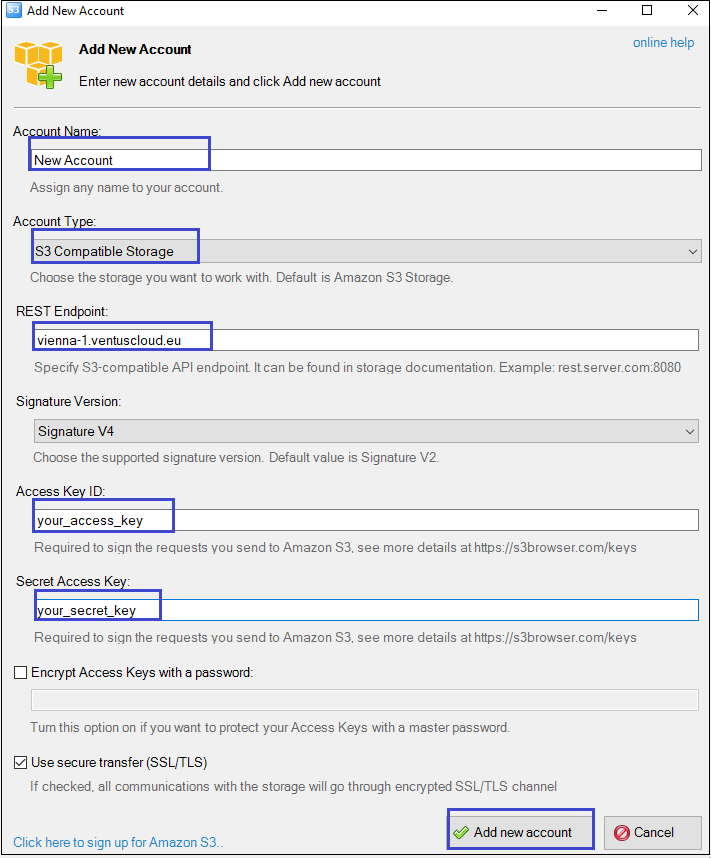 S3 Add New Account
Add New Account
online help
Enter new account details and click Add new account
Account Name:
New Account
Assign any name to your account.
Account Type:
S3 Compatible Storage
Choose the storage you want to work with. Default is Amazon S3 Storage.
REST Endpoint:
vienna-1.ventuscloud.eu
Specify S3-compatible API endpoint. It can be found in storage documentation. Example: rest.server.com:8080
Signature Version:
Signature V4
Choose the supported signature version. Default value is Signature V2.
Access Key ID:
your_access_key
Required to sign the requests you send to Amazon S3, see more details at https://s3browser.com/keys
Secret Access Key:
your_secret_key
Required to sign the requests you send to Amazon S3, see more details at https://s3browser.com/keys
Encrypt Access Keys with a password:
Turn this option on if you want to protect your Access Keys with a master password.
Use secure transfer (SSL/TLS)
If checked, all communications with the storage will go through encrypted SSL/TLS channel
Click here to sign up for Amazon S3..
Add new account
Cancel